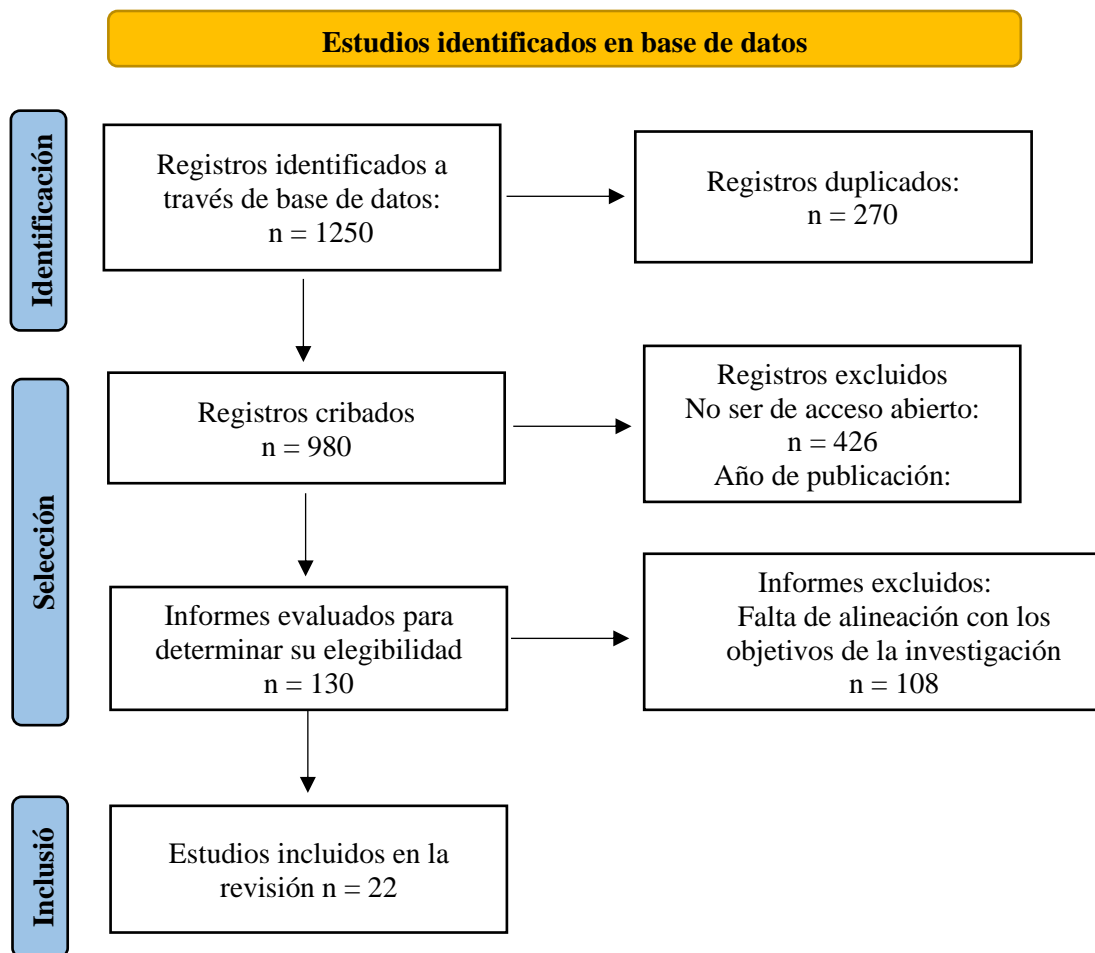 Estudios identificados en base de datos
Identificación
Registros identificados a
través de base de datos:
n = 1250
Registros duplicados:
n = 270
Selección
Registros cribados
n = 980
Registros excluidos
No ser de acceso abierto:
n = 426
Año de publicación:
Informes evaluados para
determinar su elegibilidad
n = 130
Informes excluidos:
Falta de alineación con los
objetivos de la investigación
n = 108
Inclusió
Estudios incluidos en la
revisión n = 22